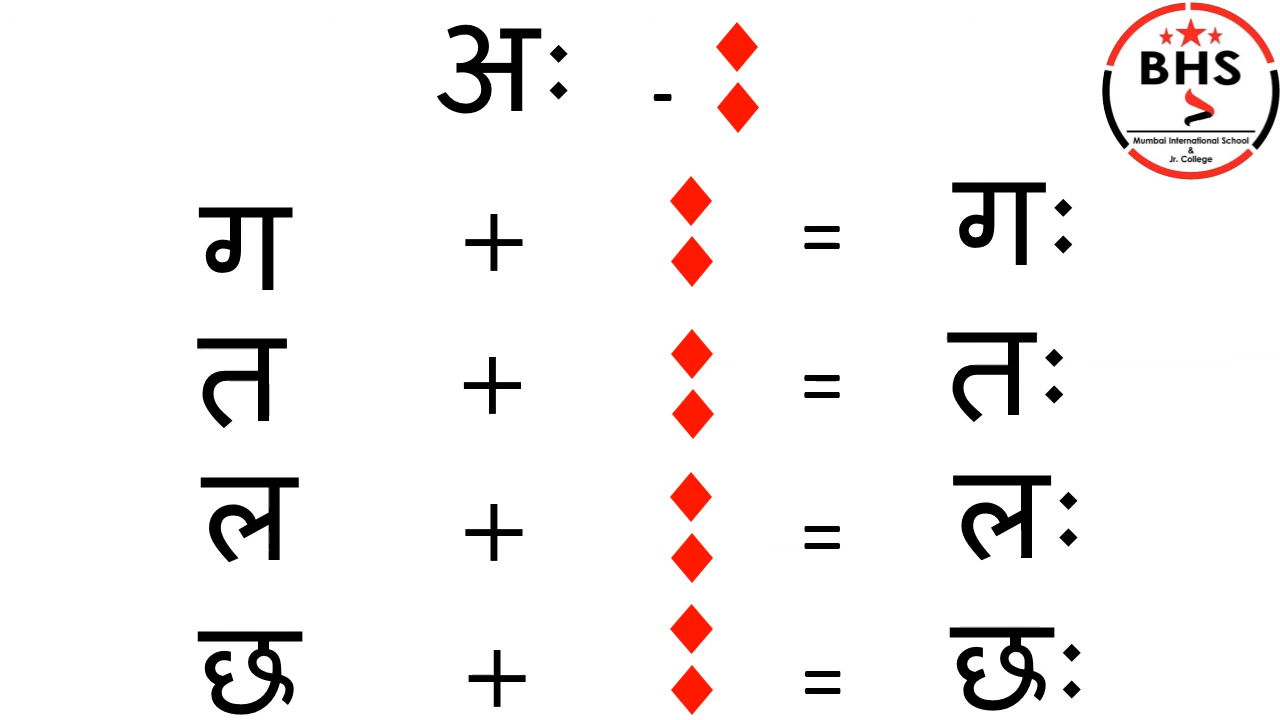 अः - ः
BHS
Mumbai International School
&
Jr. College
ग + ः = गः
त + ः = तः
ल + ः = लः
छ + ः = छः